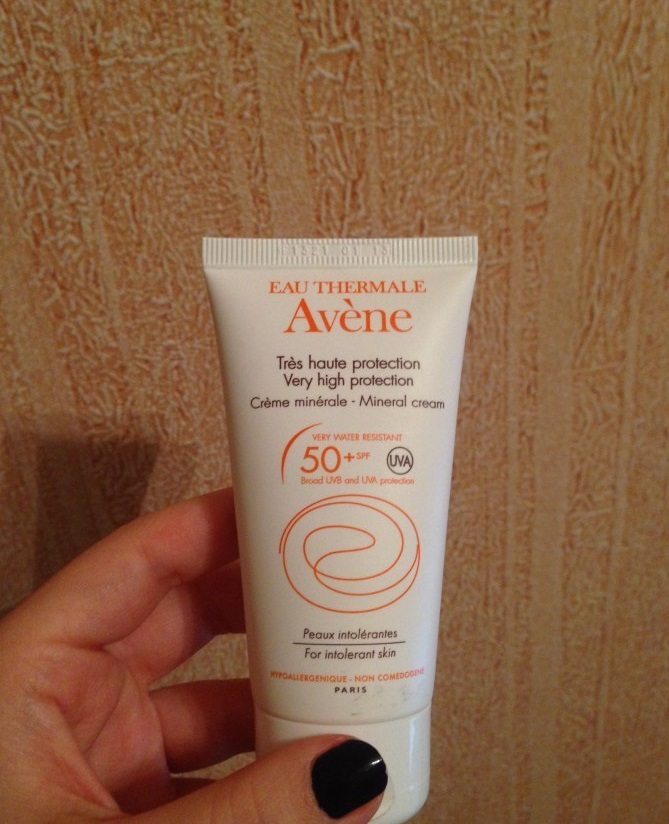 EAU THERMALE
Avène
Très haute protection
Very high protection
Crème minérale - Mineral cream
VERY WATER RESISTANT
50+ SPF UVA
Broad UVB and UVA protection
Peaux intolérantes
For intolerant skin
HYPOALLERGENIQUE - NON COMEDOGENE
PARIS